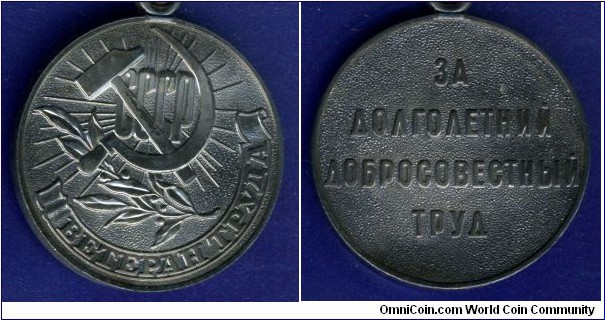 СССР
ВЕТЕРАН ТРУДА
ЗА
ДОЛГОЛЕТНИЙ
ДОБРОСОВЕСТНЫЙ
ТРУД
OmniCoin.com World Coin Community